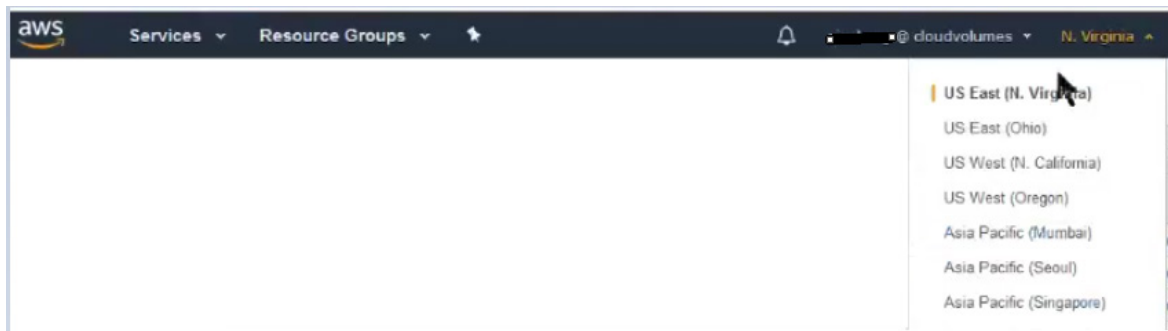 aws Services Resource Groups @ cloudvolumes N. Virginia
US East (N. Virginia)
US East (Ohio)
US West (N. California)
US West (Oregon)
Asia Pacific (Mumbai)
Asia Pacific (Seoul)
Asia Pacific (Singapore)